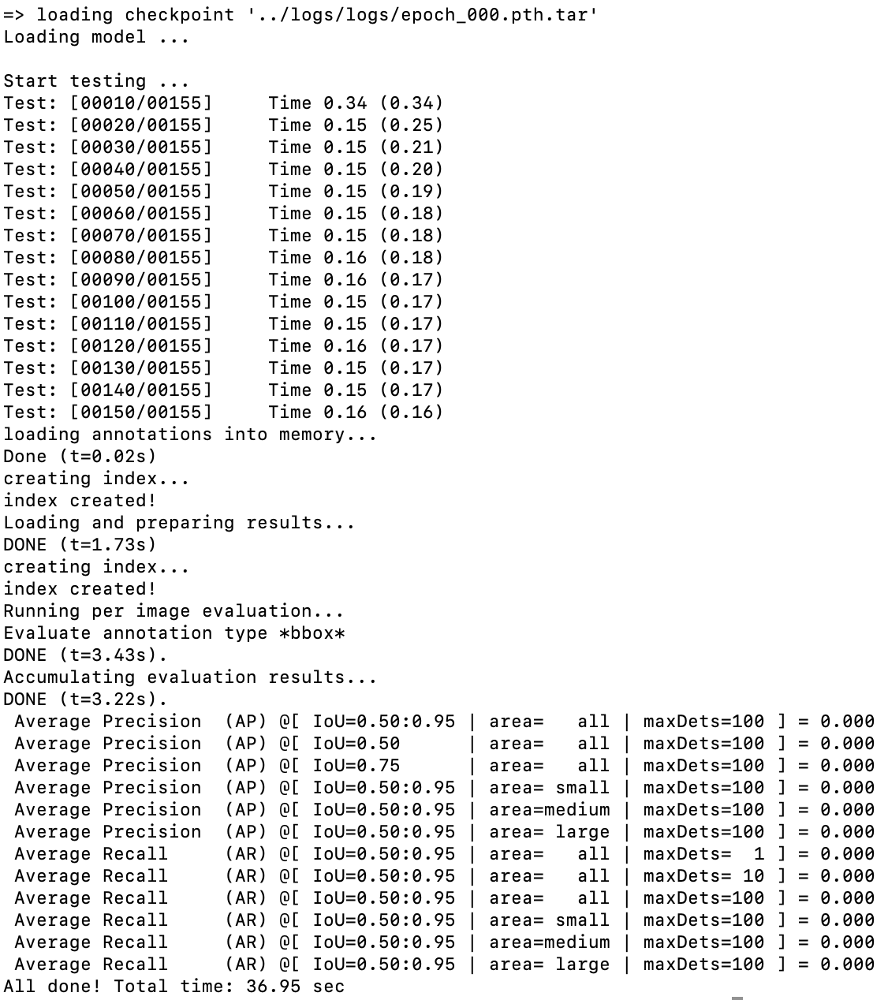 => loading checkpoint '../logs/logs/epoch_000.pth.tar'
Loading model ...

Start testing ...
Test: [00010/00155]     Time 0.34 (0.34)
Test: [00020/00155]     Time 0.15 (0.25)
Test: [00030/00155]     Time 0.15 (0.21)
Test: [00040/00155]     Time 0.15 (0.20)
Test: [00050/00155]     Time 0.15 (0.19)
Test: [00060/00155]     Time 0.15 (0.18)
Test: [00070/00155]     Time 0.15 (0.18)
Test: [00080/00155]     Time 0.16 (0.18)
Test: [00090/00155]     Time 0.16 (0.17)
Test: [00100/00155]     Time 0.15 (0.17)
Test: [00110/00155]     Time 0.15 (0.17)
Test: [00120/00155]     Time 0.16 (0.17)
Test: [00130/00155]     Time 0.15 (0.17)
Test: [00140/00155]     Time 0.15 (0.17)
Test: [00150/00155]     Time 0.16 (0.16)
loading annotations into memory...
Done (t=0.02s)
creating index...
index created!
Loading and preparing results...
DONE (t=1.73s)
creating index...
index created!
Running per image evaluation...
Evaluate annotation type *bbox*
DONE (t=3.43s).
Accumulating evaluation results...
DONE (t=3.22s).
 Average Precision  (AP) @[ IoU=0.50:0.95 | area=   all | maxDets=100 ] = 0.000
 Average Precision  (AP) @[ IoU=0.50      | area=   all | maxDets=100 ] = 0.000
 Average Precision  (AP) @[ IoU=0.75      | area=   all | maxDets=100 ] = 0.000
 Average Precision  (AP) @[ IoU=0.50:0.95 | area= small | maxDets=100 ] = 0.000
 Average Precision  (AP) @[ IoU=0.50:0.95 | area=medium | maxDets=100 ] = 0.000
 Average Precision  (AP) @[ IoU=0.50:0.95 | area= large | maxDets=100 ] = 0.000
 Average Recall     (AR) @[ IoU=0.50:0.95 | area=   all | maxDets=  1 ] = 0.000
 Average Recall     (AR) @[ IoU=0.50:0.95 | area=   all | maxDets= 10 ] = 0.000
 Average Recall     (AR) @[ IoU=0.50:0.95 | area=   all | maxDets=100 ] = 0.000
 Average Recall     (AR) @[ IoU=0.50:0.95 | area= small | maxDets=100 ] = 0.000
 Average Recall     (AR) @[ IoU=0.50:0.95 | area=medium | maxDets=100 ] = 0.000
 Average Recall     (AR) @[ IoU=0.50:0.95 | area= large | maxDets=100 ] = 0.000
All done! Total time: 36.95 sec